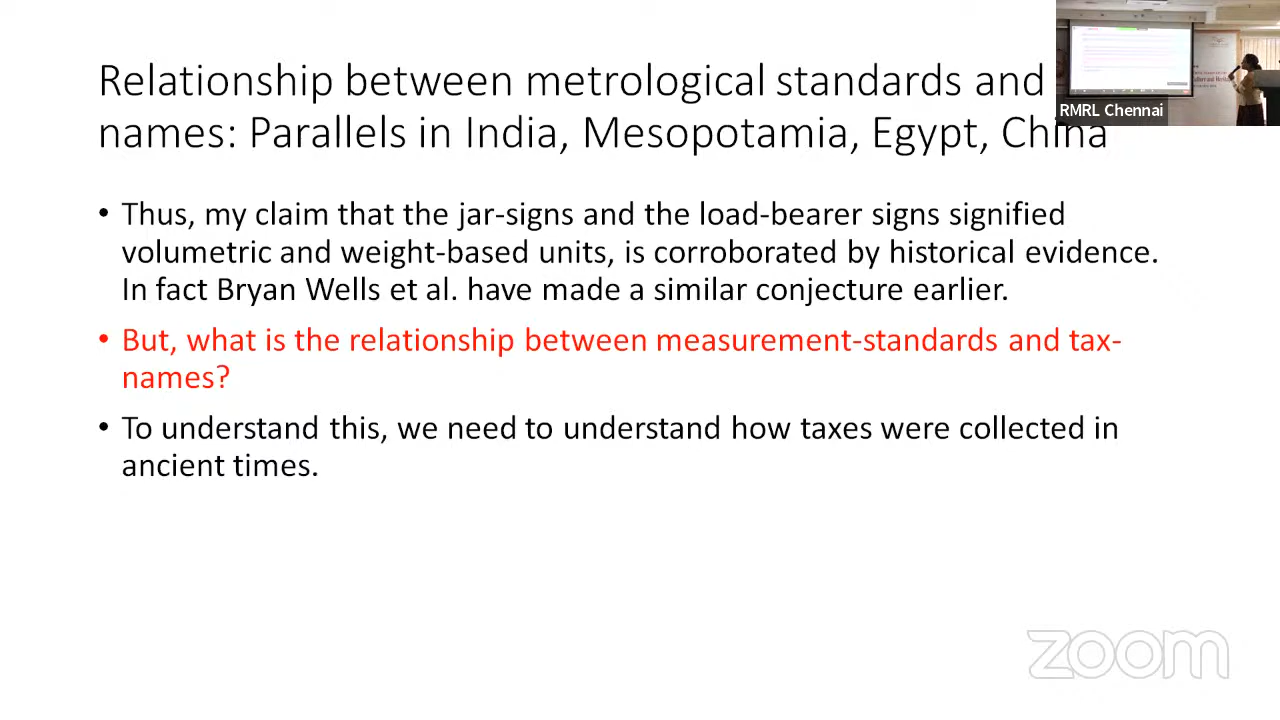 Relationship between metrological standards and
names: Parallels in India, Mesopotamia, Egypt, China
RMRL Chennai
• Thus, my claim that the jar-signs and the load-bearer signs signified
volumetric and weight-based units, is corroborated by historical evidence.
In fact Bryan Wells et al. have made a similar conjecture earlier.
• But, what is the relationship between measurement-standards and tax-
names?
• To understand this, we need to understand how taxes were collected in
ancient times.
zoom